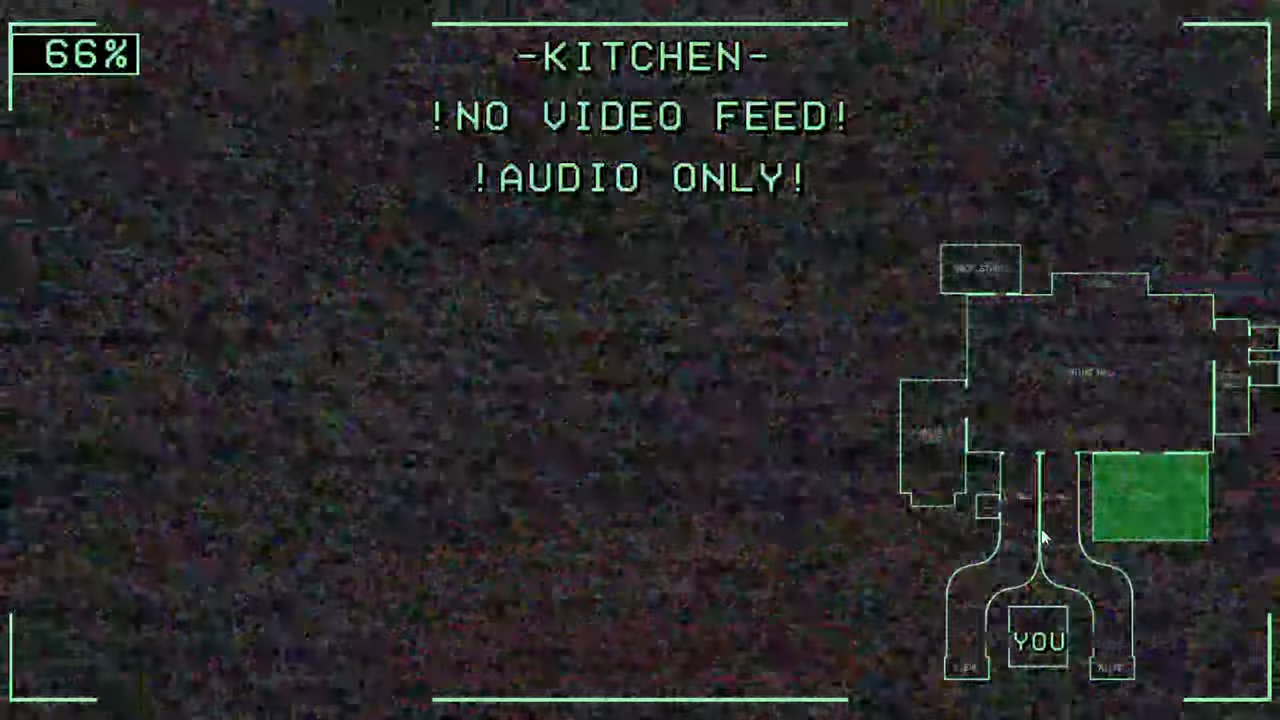 66%
-KITCHEN-
!NO VIDEO FEED!
!AUDIO ONLY!
YOU